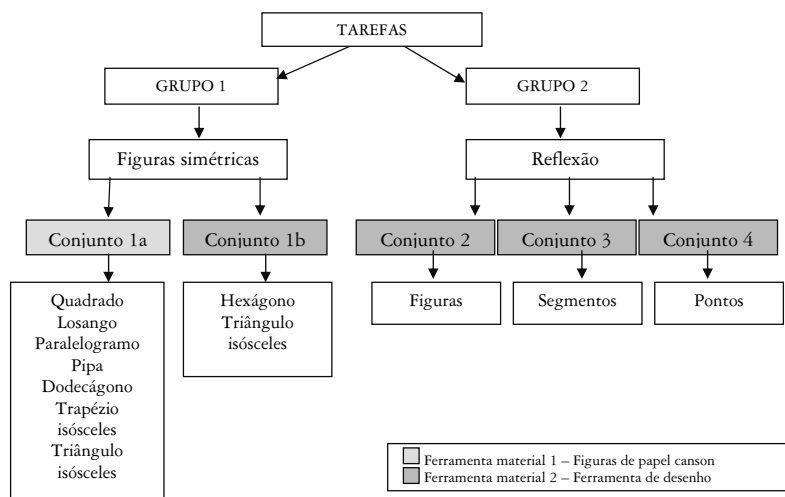 TAREFAS
GRUPO 1
GRUPO 2
Figuras simétricas
Reflexão
Conjunto 1a
Conjunto 1b
Conjunto 2
Conjunto 3
Conjunto 4
Quadrado
Losango
Paralelogramo
Pipa
Dodecágono
Trapézio
isósceles
Triângulo
isósceles
Hexágono
Triângulo
isósceles
Figuras
Segmentos
Pontos
Ferramenta material 1 – Figuras de papel canson
Ferramenta material 2 – Ferramenta de desenho